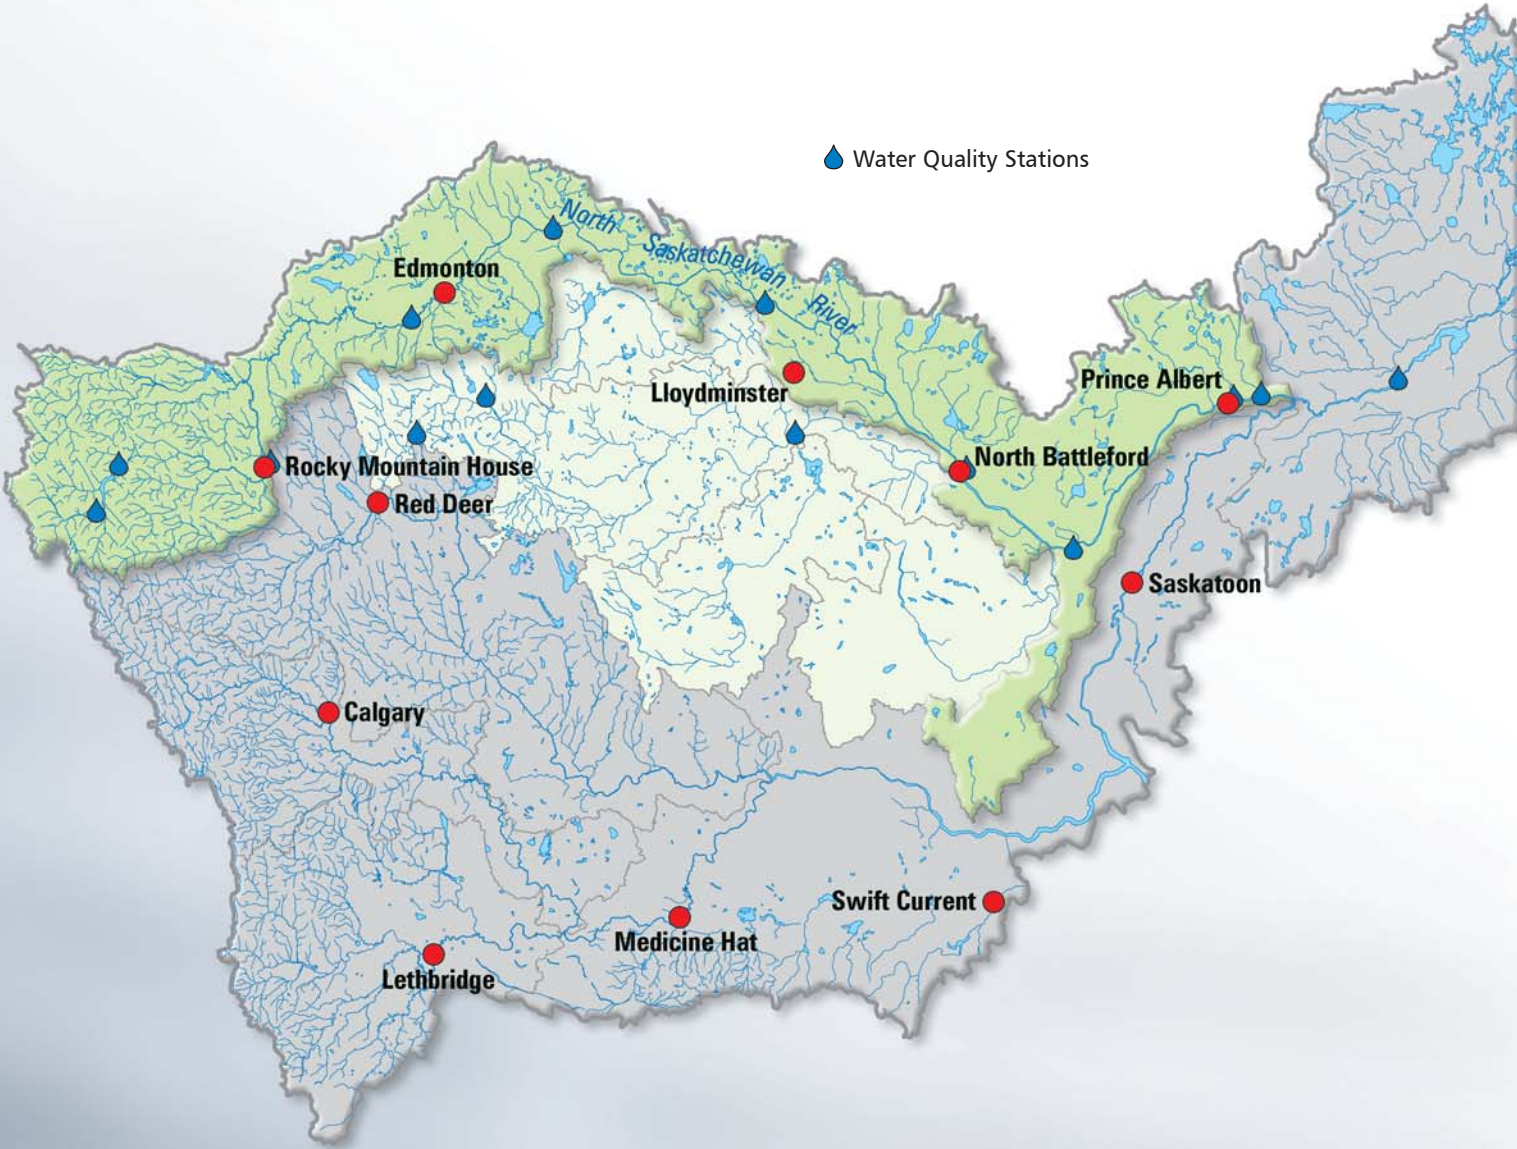 Water Quality Stations
North Saskatchewan River
Edmonton
Lloydminster
Prince Albert
North Battleford
Rocky Mountain House
Red Deer
Saskatoon
Calgary
Swift Current
Medicine Hat
Lethbridge